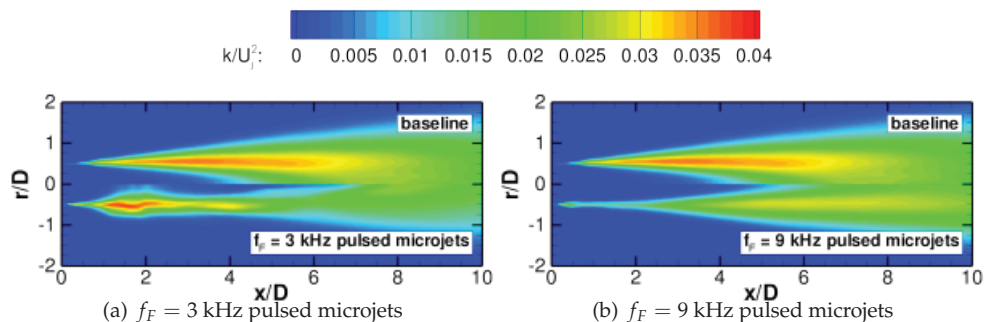 k/U_j^2: 0 0.005 0.01 0.015 0.02 0.025 0.03 0.035 0.04
2
1
0
-1
-2
r/D
baseline
f_F = 3 kHz pulsed microjets
0 2 4 6 8 10
x/D
(a) f_F = 3 kHz pulsed microjets
2
1
0
-1
-2
r/D
baseline
f_F = 9 kHz pulsed microjets
0 2 4 6 8 10
x/D
(b) f_F = 9 kHz pulsed microjets